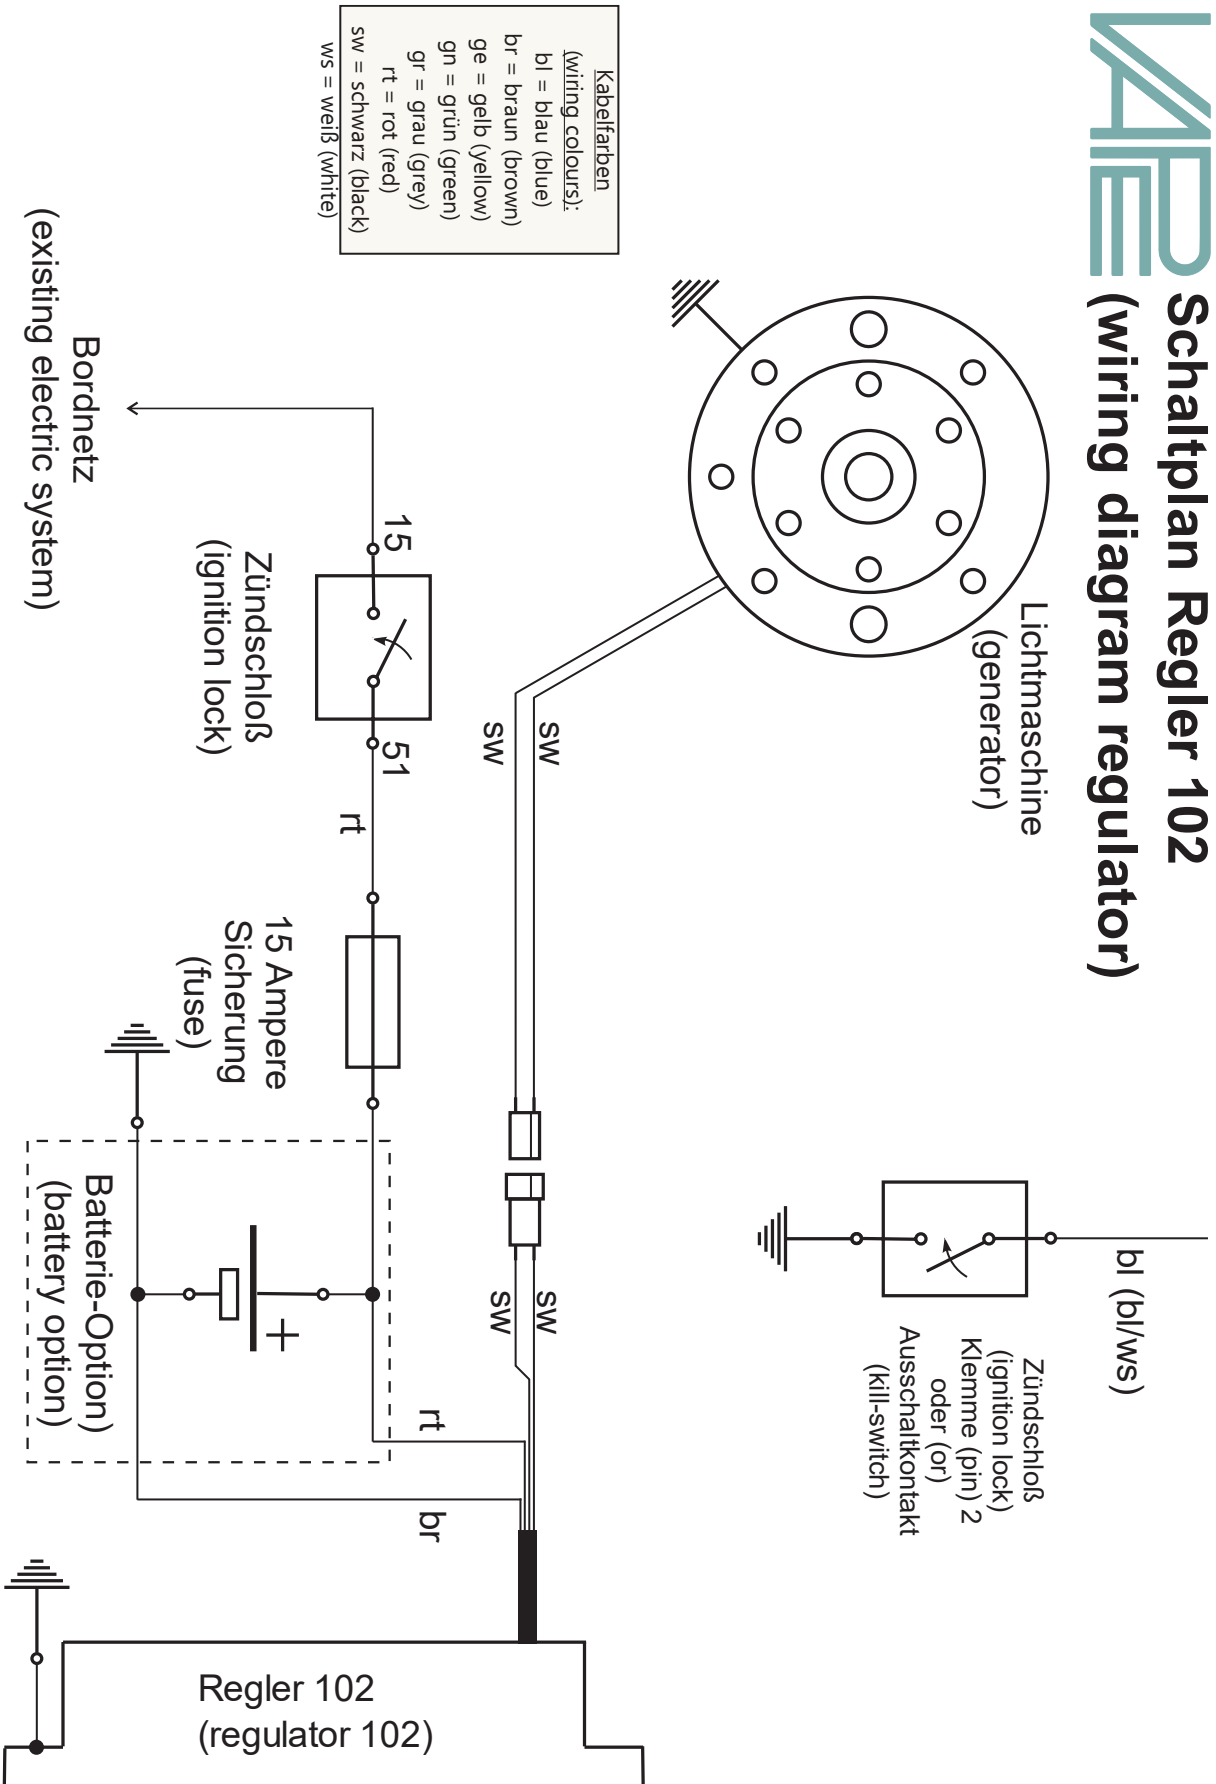 VAPE
Schaltplan Regler 102
(wiring diagram regulator)
Lichtmaschine
(generator)
bl (bl/ws)
Zündschloß
(ignition lock)
Klemme (pin) 2
oder (or)
Ausschaltkontakt
(kill-switch)
Kabelfarben
(wiring colours):
bl = blau (blue)
br = braun (brown)
ge = gelb (yellow)
gn = grün (green)
gr = grau (grey)
rt = rot (red)
sw = schwarz (black)
ws = weiß (white)
sw
sw
sw
sw
15
51
Zündschloß
(ignition lock)
rt
15 Ampere
Sicherung
(fuse)
rt
br
+
Batterie-Option)
(battery option)
Bordnetz
(existing electric system)
Regler 102
(regulator 102)